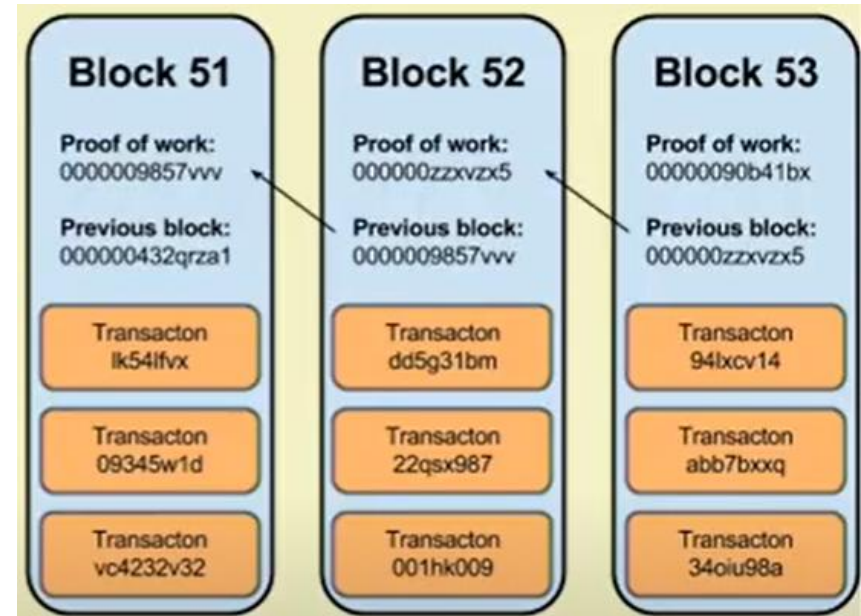 Block 51
Proof of work:
0000009857vvv
Previous block:
000000432qrza1
Transacton
lk54lfvx
Transacton
09345w1d
Transacton
vc4232v32
Block 52
Proof of work:
000000zzxvzx5
Previous block:
0000009857vvv
Transacton
dd5g31bm
Transacton
22qsx987
Transacton
001hk009
Block 53
Proof of work:
00000090b41bx
Previous block:
000000zzxvzx5
Transacton
94lxcv14
Transacton
abb7bxxq
Transacton
34oiu98a